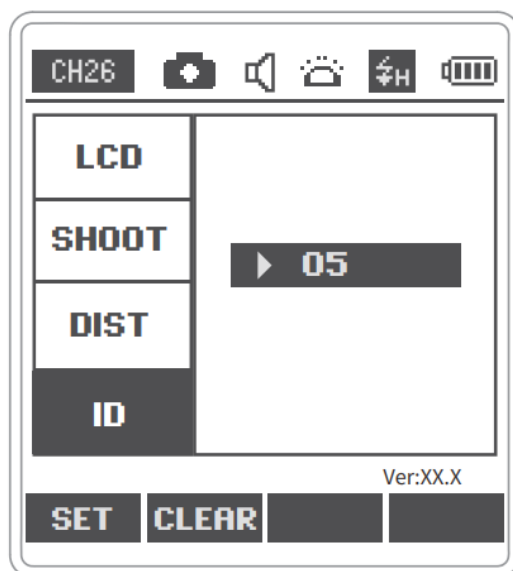 CH26 H
LCD
SHOOT
05
DIST
ID
Ver:XX.X
SET CLEAR